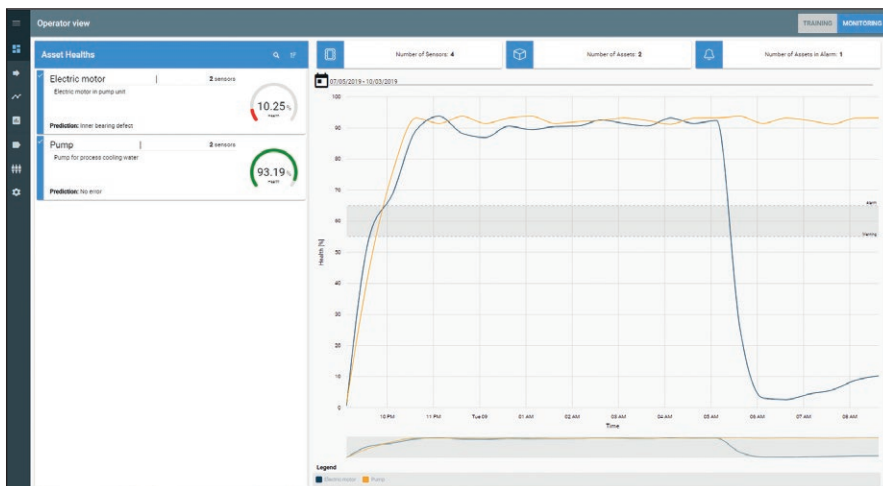 Operator view
TRAINING
MONITORING
Asset Healths
Number of Sensors: 4
Number of Assets: 2
Number of Assets in Alarm: 1
Electric motor
2 sensors
Electric motor in pump unit
10.25 %
Health
Prediction: Inner bearing defect
Pump
2 sensors
Pump for process cooling water
93.19 %
Health
Prediction: No error
07/05/2019 - 10/03/2019
100
90
80
70
60
50
40
30
20
10
0
Health [%]
Alarm
Warning
10 PM
11 PM
Tue 09
01 AM
02 AM
03 AM
04 AM
05 AM
06 AM
07 AM
08 AM
Time
Legend
Electric motor
Pump